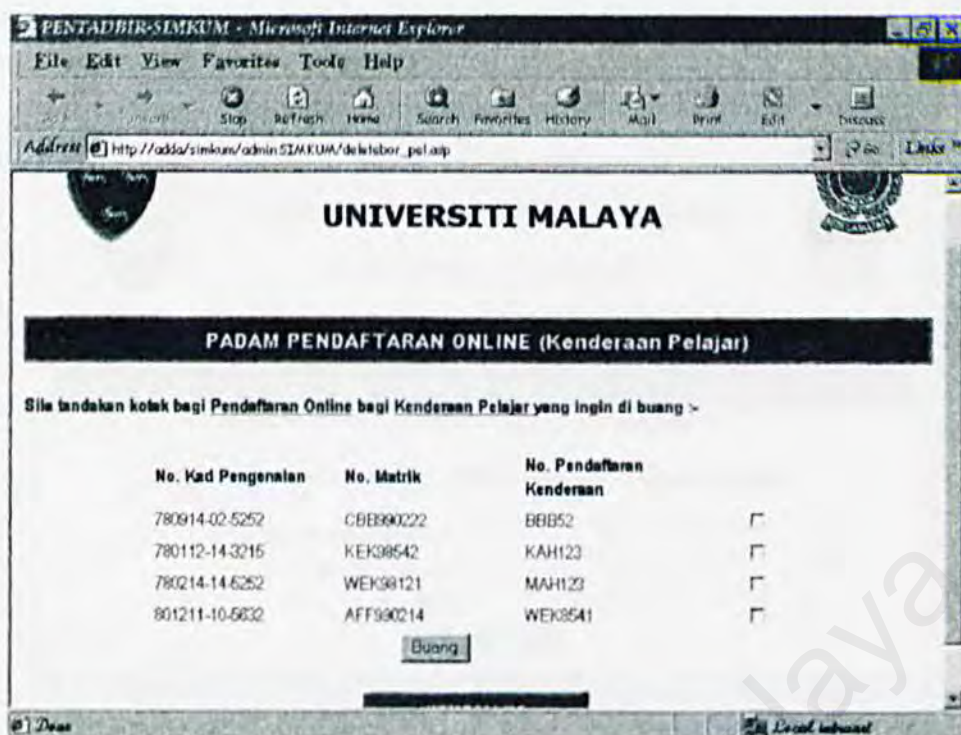 PENTADBIR-SIMKUM - Microsoft Internet Explorer
File Edit View Favorites Tools Help
Stop Refresh Home Search Favorites History Mail Print Edit Discuss
Address http://adda/simkum/adminSIMKUM/deletebor_pel.asp Go Links »
UNIVERSITI MALAYA
PADAM PENDAFTARAN ONLINE (Kenderaan Pelajar)
Sila tandakan kotak bagi Pendaftaran Online bagi Kenderaan Pelajar yang ingin di buang :-
No. Kad Pengenalan No. Matrik No. Pendaftaran Kenderaan
780914-02-5252 CBB990222 BBB52
780112-14-3215 KEK98542 KAH123
780214-14-5252 WEK98121 MAH123
801211-10-5632 AFF990214 WEK8541
Buang
Done Local intranet